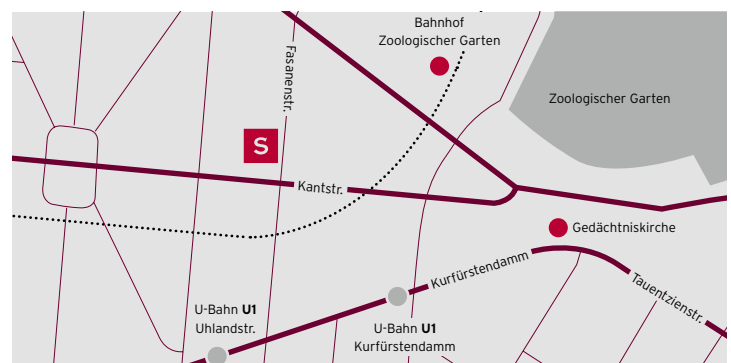 Bahnhof
Zoologischer Garten
Fasanenstr.
Zoologischer Garten
S
Kantstr.
Gedächtniskirche
Kurfürstendamm
Tauentzienstr.
U-Bahn U1
Uhlandstr.
U-Bahn U1
Kurfürstendamm